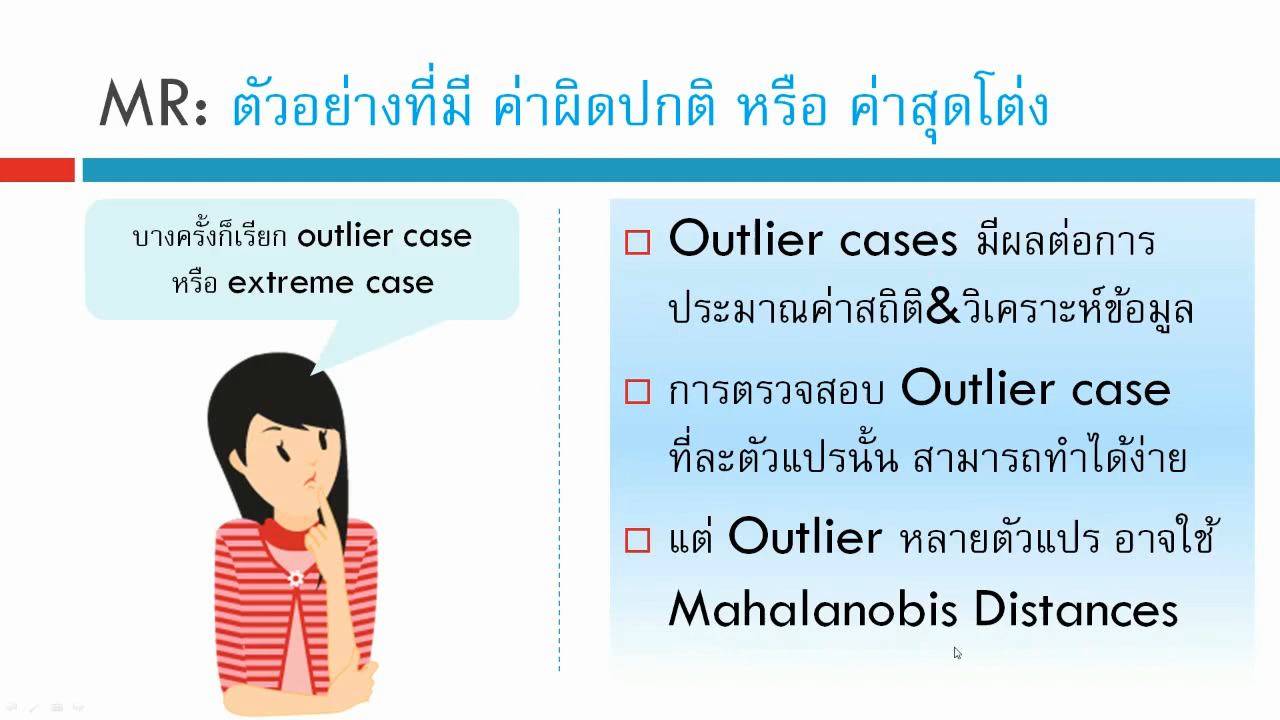 MR: ตัวอย่างที่มี ค่าผิดปกติ หรือ ค่าสุดโต่ง
บางครั้งก็เรียก outlier case
หรือ extreme case
Outlier cases มีผลต่อการ
ประมาณค่าสถิติ&วิเคราะห์ข้อมูล
การตรวจสอบ Outlier case
ที่ละตัวแปรนั้น สามารถทำได้ง่าย
แต่ Outlier หลายตัวแปร อาจใช้
Mahalanobis Distances